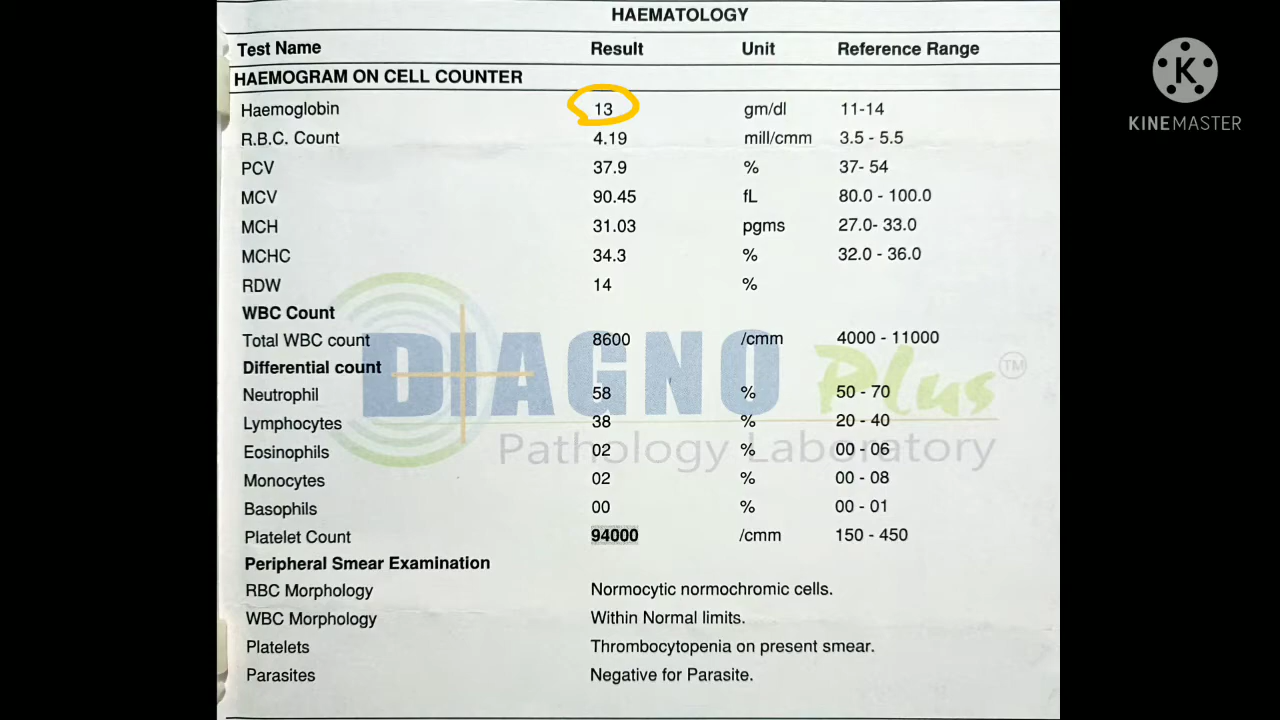 HAEMATOLOGY
Test Name Result Unit Reference Range
HAEMOGRAM ON CELL COUNTER
Haemoglobin 13 gm/dl 11-14
R.B.C. Count 4.19 mill/cmm 3.5 - 5.5
PCV 37.9 % 37- 54
MCV 90.45 fL 80.0 - 100.0
MCH 31.03 pgms 27.0- 33.0
MCHC 34.3 % 32.0 - 36.0
RDW 14 %
WBC Count
Total WBC count 8600 /cmm 4000 - 11000
Differential count
Neutrophil 58 % 50 - 70
Lymphocytes 38 % 20 - 40
Eosinophils 02 % 00 - 06
Monocytes 02 % 00 - 08
Basophils 00 % 00 - 01
Platelet Count 94000 /cmm 150 - 450
Peripheral Smear Examination
RBC Morphology Normocytic normochromic cells.
WBC Morphology Within Normal limits.
Platelets Thrombocytopenia on present smear.
Parasites Negative for Parasite.
DIAGNO Plus TM
Pathology Laboratory
K
KINEMASTER